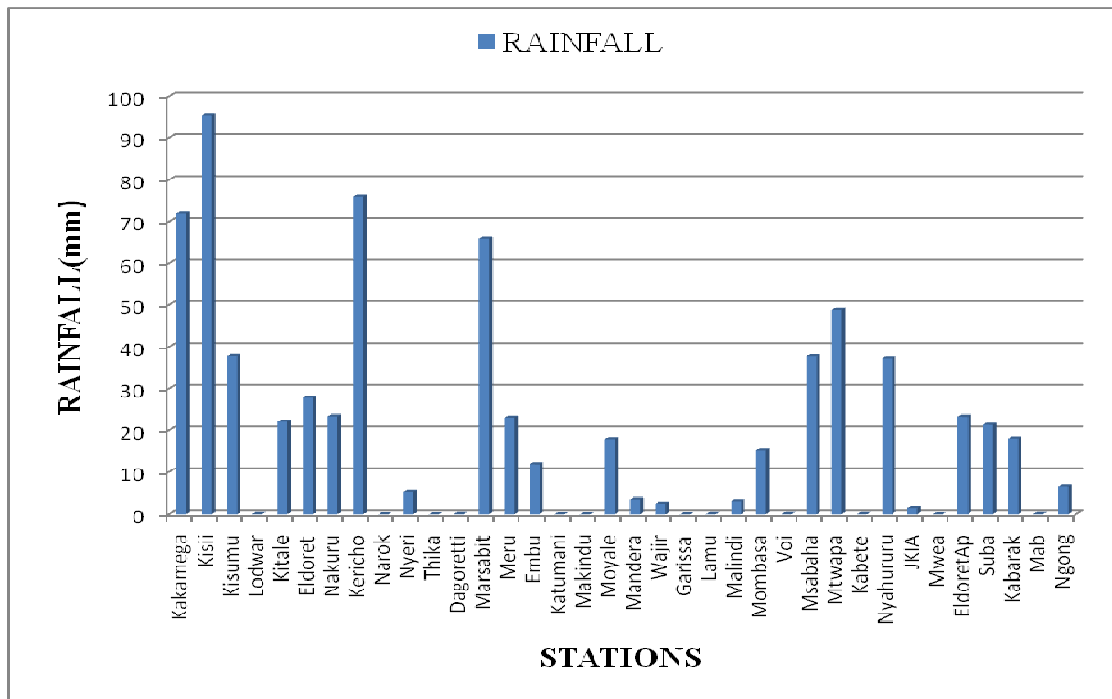 RAINFALL
100
90
80
70
60
50
40
30
20
10
0
RAINFALL(mm)
Kakamega
Kisii
Kisumu
Lodwar
Kitale
Eldoret
Nakuru
Kericho
Narok
Nyeri
Thika
Dagoretti
Marsabit
Meru
Embu
Katumani
Makindu
Moyale
Mandera
Wajir
Garissa
Lamu
Malindi
Mombasa
Voi
Msabaha
Mtwapa
Kabete
Nyahururu
JKIA
Mwea
EldoretAp
Suba
Kabarak
Mab
Ngong
STATIONS